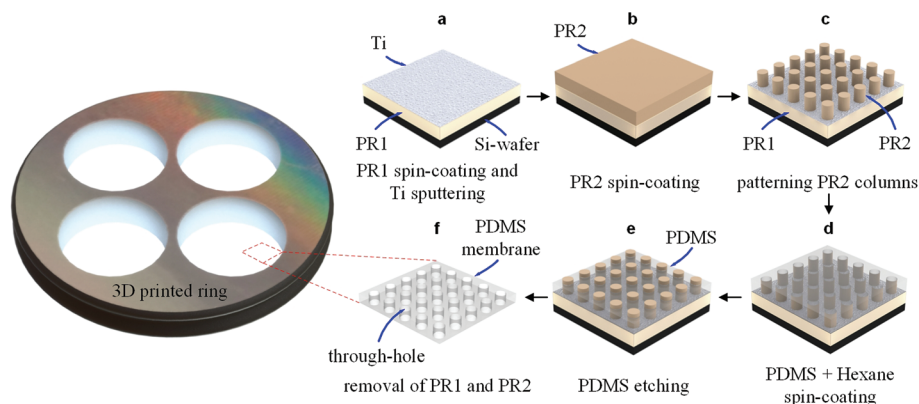 a
Ti
PR1
Si-wafer
PR1 spin-coating and
Ti sputtering
b
PR2
PR2 spin-coating
c
PR1
PR2
patterning PR2 columns
d
PDMS + Hexane
spin-coating
e
PDMS
PDMS etching
f
PDMS
membrane
through-hole
removal of PR1 and PR2
3D printed ring